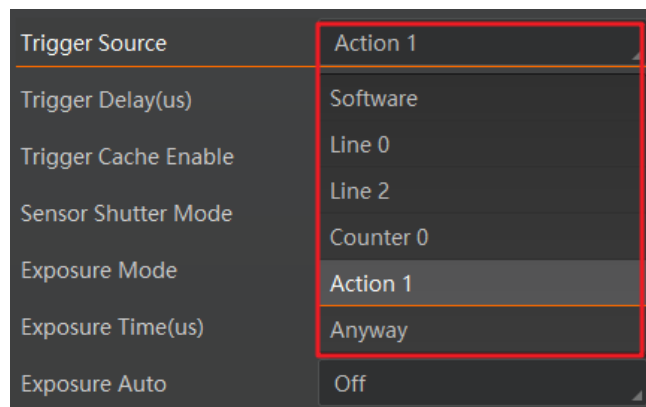 Trigger Source Action 1
Trigger Delay(us) Software
Trigger Cache Enable Line 0
Line 2
Sensor Shutter Mode
Counter 0
Exposure Mode Action 1
Exposure Time(us) Anyway
Exposure Auto Off